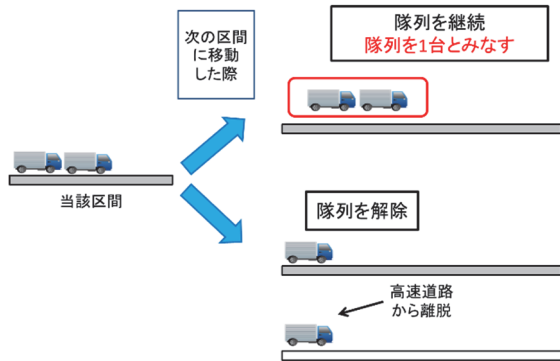 次の区間
に移動
した際
隊列を継続
隊列を1台とみなす
当該区間
隊列を解除
高速道路
から離脱